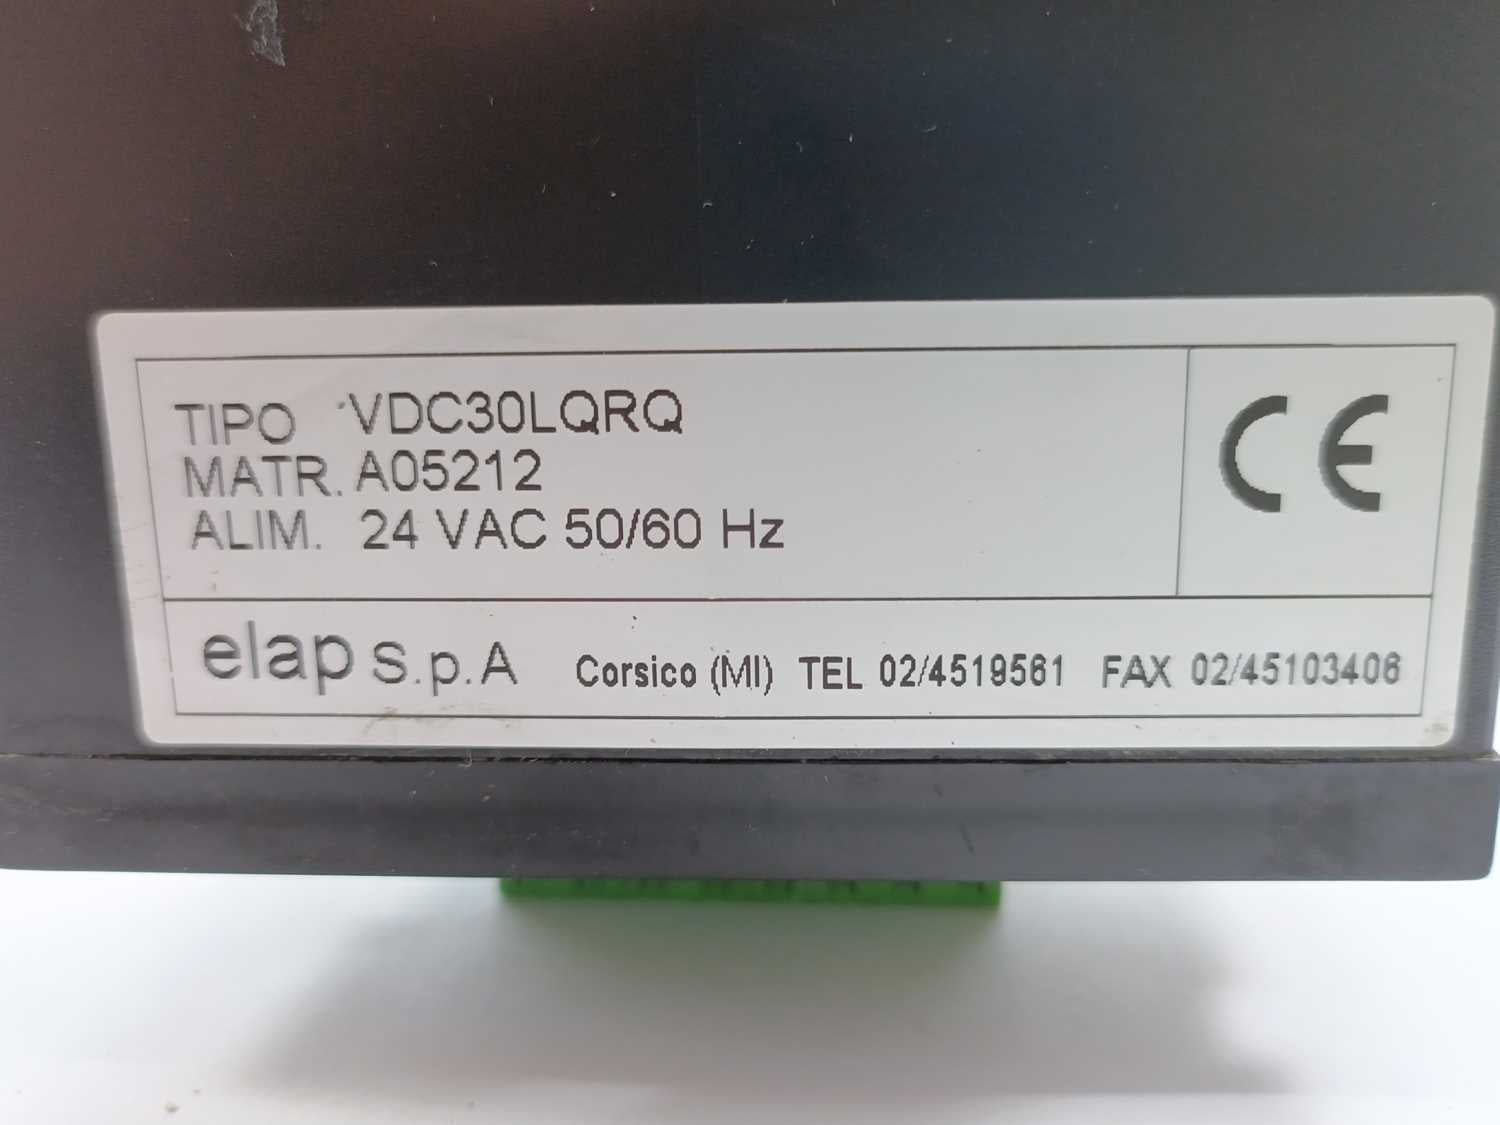 TIPO VDC30LQRQ
MATR. A05212
ALIM. 24 VAC 50/60 Hz
CE
elap s.p.A Corsico (MI) TEL 02/4519561 FAX 02/45103406